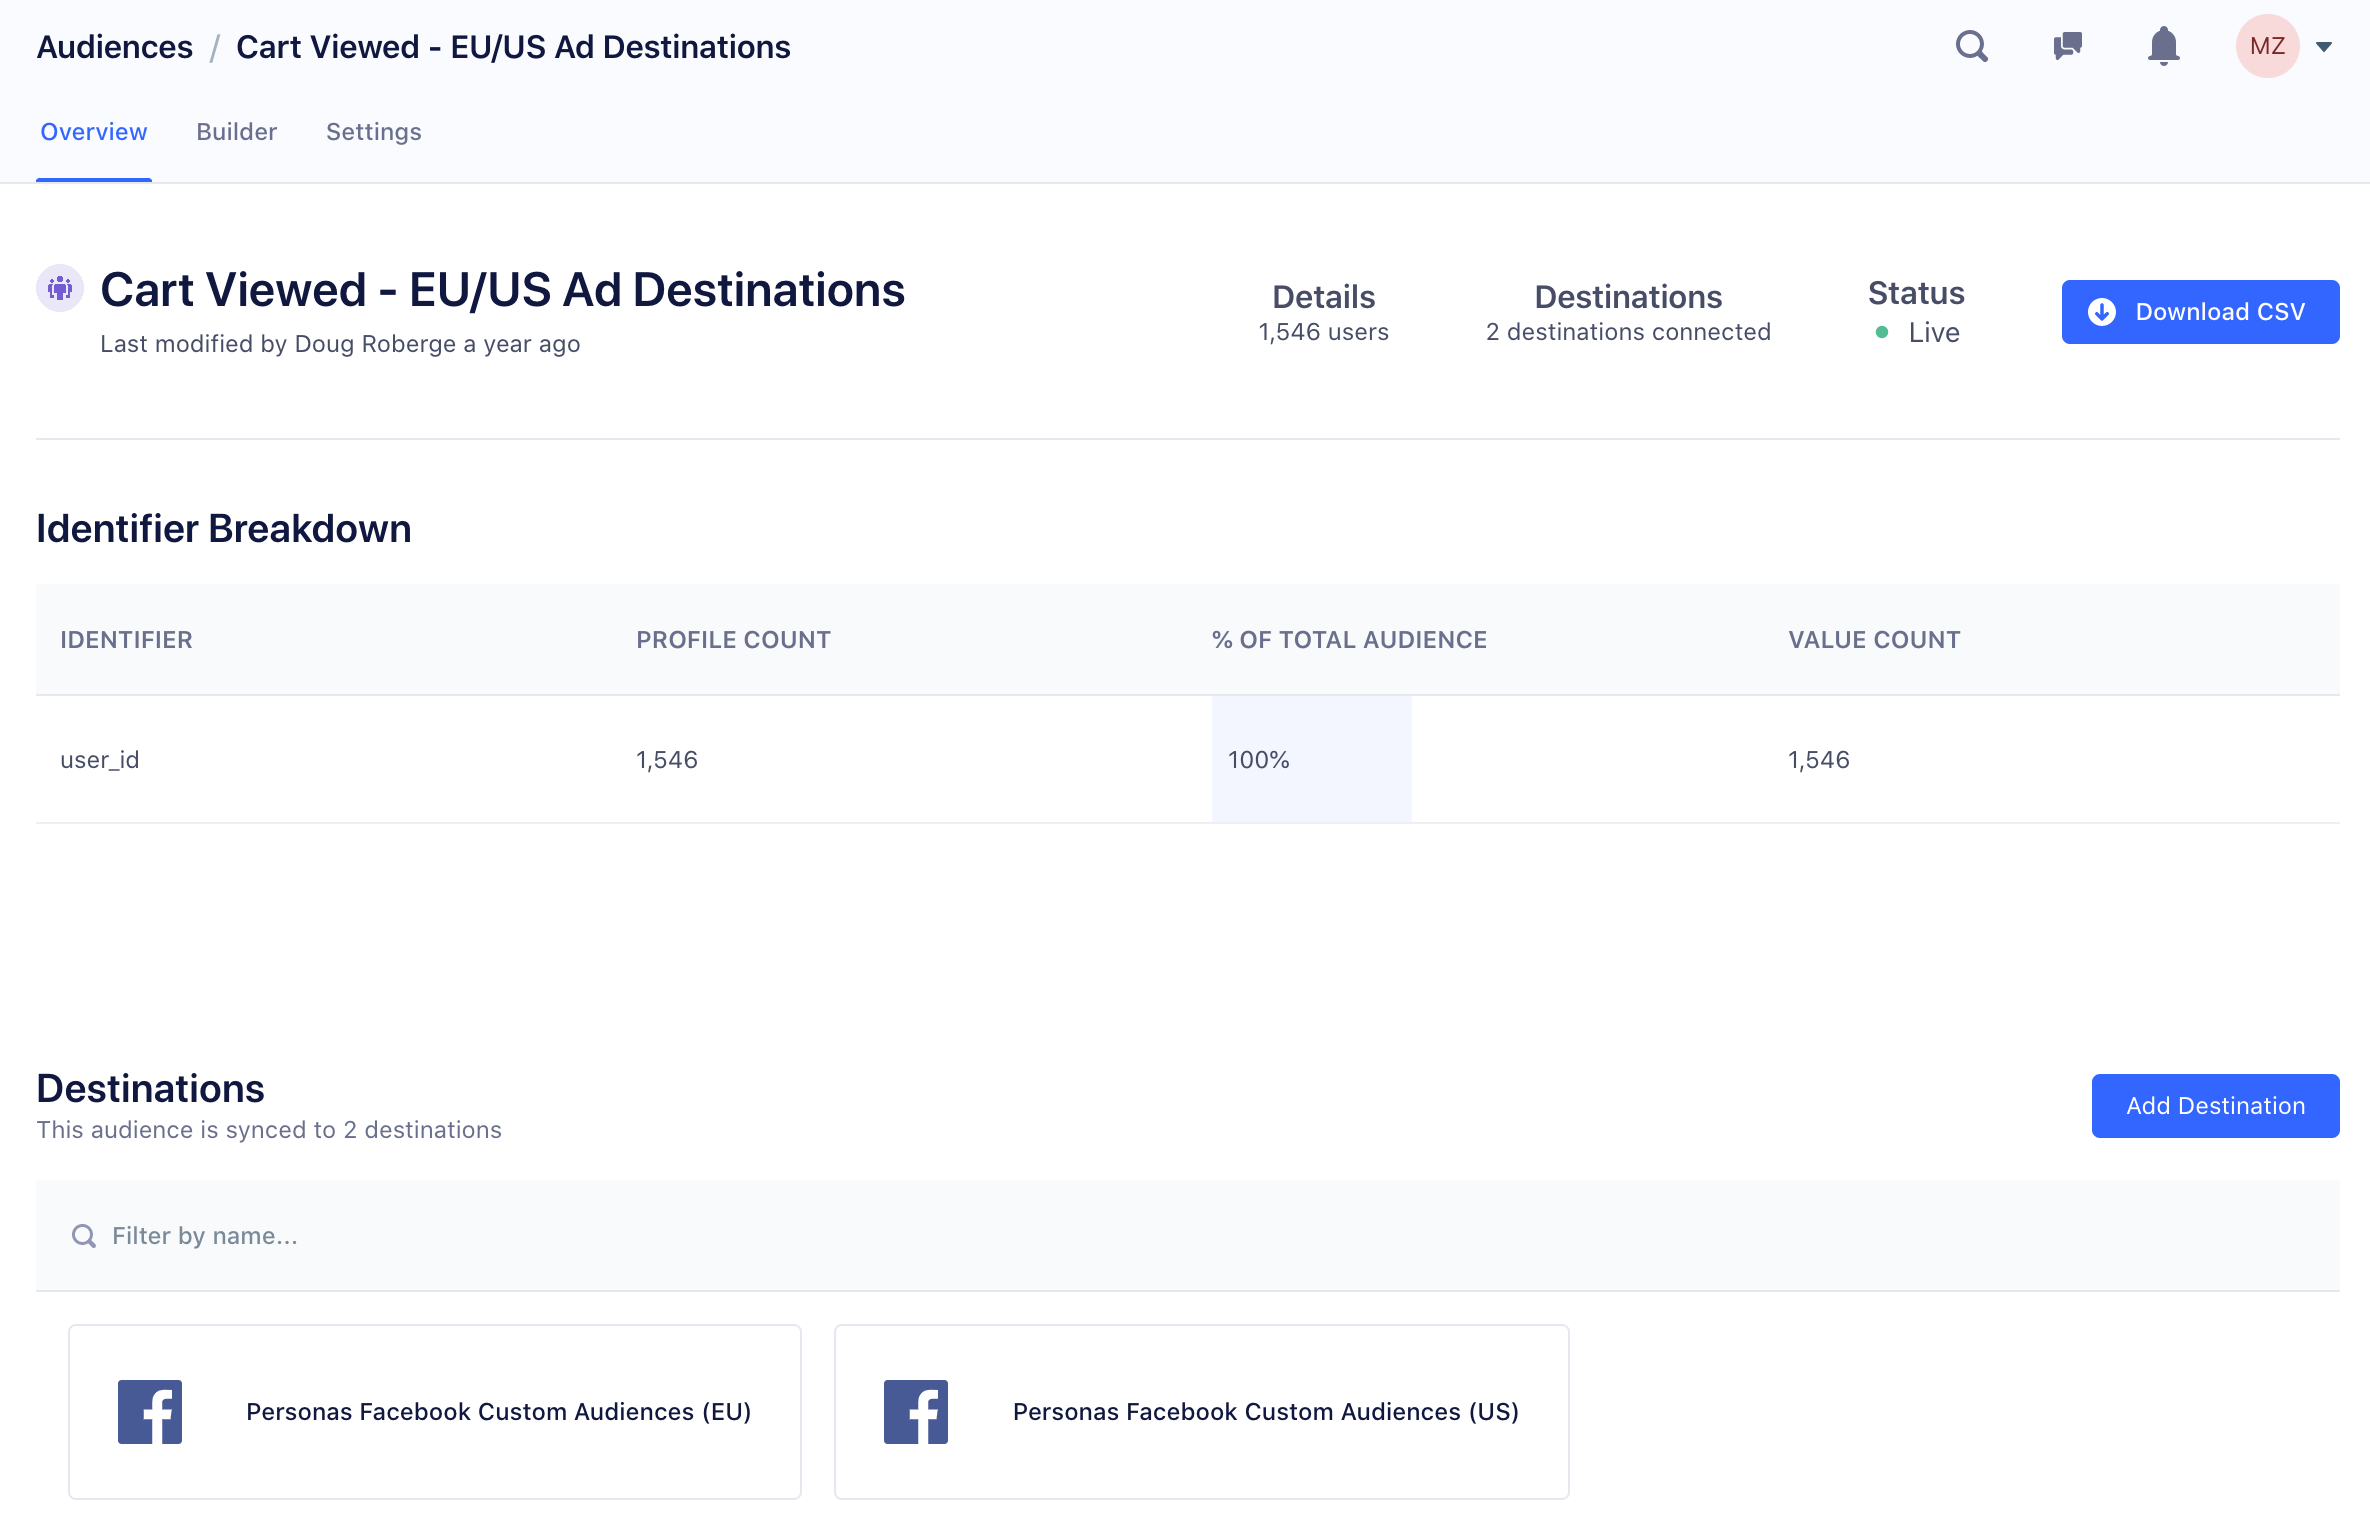 Audiences / Cart Viewed - EU/US Ad Destinations
MZ
Overview Builder Settings
Cart Viewed - EU/US Ad Destinations
Last modified by Doug Roberge a year ago
Details
1,546 users
Destinations
2 destinations connected
Status
Live
Download CSV
Identifier Breakdown
IDENTIFIER PROFILE COUNT % OF TOTAL AUDIENCE VALUE COUNT
user_id 1,546 100% 1,546
Destinations
This audience is synced to 2 destinations
Add Destination
Filter by name...
Personas Facebook Custom Audiences (EU)
Personas Facebook Custom Audiences (US)